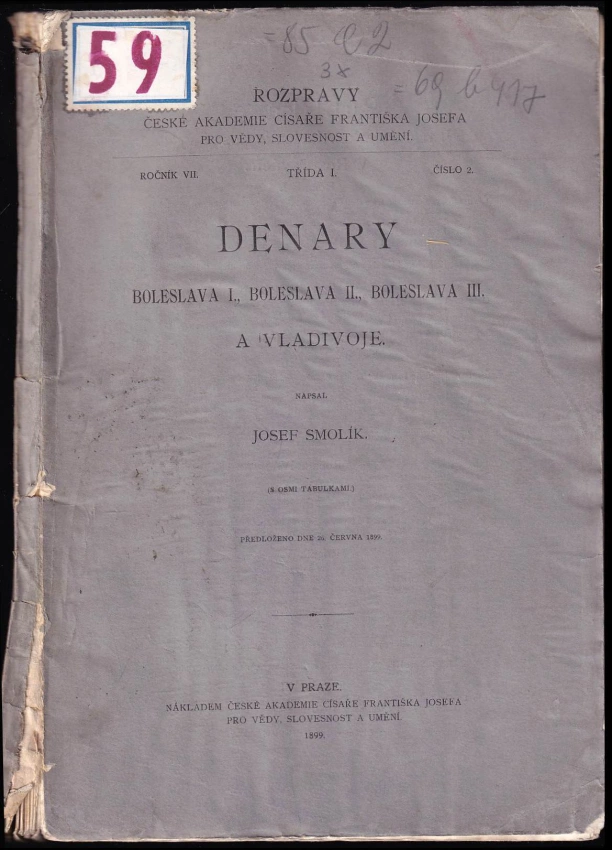 59
= 85 e 2
3x
ROZPRAVY
= 69 b 417
ČESKÉ AKADEMIE CÍSAŘE FRANTIŠKA JOSEFA
PRO VĚDY, SLOVESNOST A UMĚNÍ.
ROČNÍK VII. TŘÍDA I. ČÍSLO 2.
DENARY
BOLESLAVA I., BOLESLAVA II., BOLESLAVA III.
A VLADIVOJE.
NAPSAL
JOSEF SMOLÍK.
(S OSMI TABULKAMI.)
PŘEDLOŽENO DNE 26. ČERVNA 1899.
V PRAZE.
NÁKLADEM ČESKÉ AKADEMIE CÍSAŘE FRANTIŠKA JOSEFA
PRO VĚDY, SLOVESNOST A UMĚNÍ.
1899.